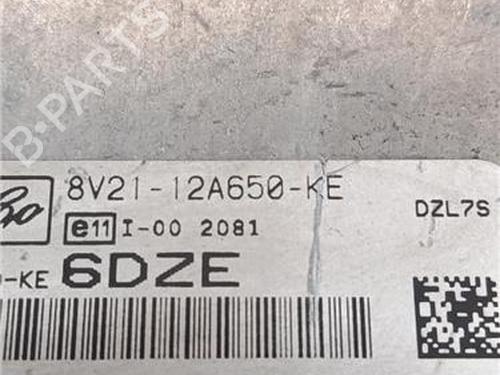 B-PARTS
8V21-12A650-KE
e11 I-00 2081
DZL7S
-KE 6DZE